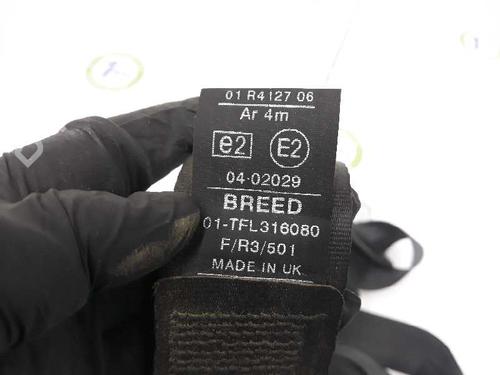 01 R4127 06
Ar 4m
e2 E2
04-02029
BREED
01-TFL316080
F/R3/501
MADE IN UK